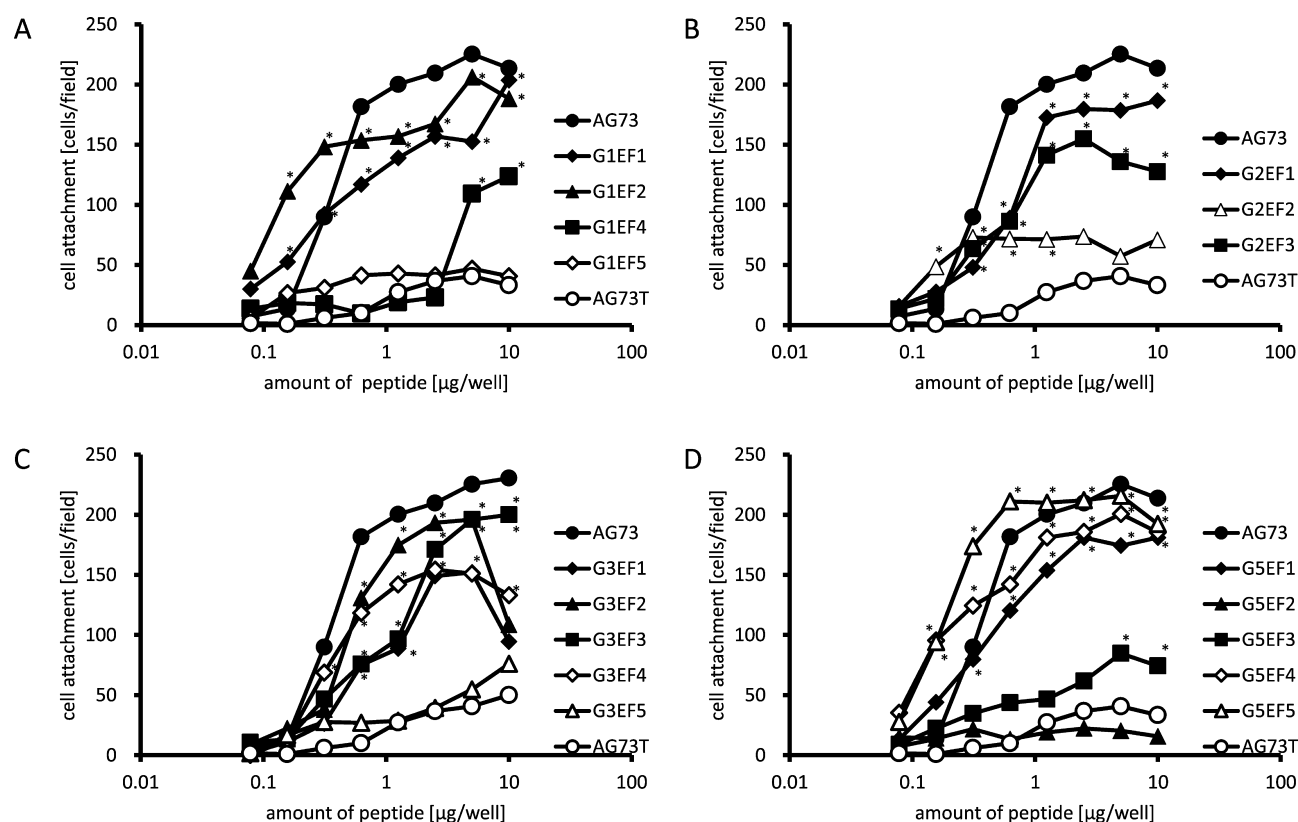 A
cell attachment [cells/field]
250
200
150
100
50
0
0.01
0.1
1
10
100
amount of  peptide [µg/well]
AG73
G1EF1
G1EF2
G1EF4
G1EF5
AG73T
B
cell attachment [cells/field]
250
200
150
100
50
0
0.01
0.1
1
10
100
amount of peptide [µg/well]
AG73
G2EF1
G2EF2
G2EF3
AG73T
C
cell attachment [cells/field]
250
200
150
100
50
0
0.01
0.1
1
10
100
amount of peptide [µg/well]
AG73
G3EF1
G3EF2
G3EF3
G3EF4
G3EF5
AG73T
D
cell attachment [cells/field]
250
200
150
100
50
0
0.01
0.1
1
10
100
amount of peptide [µg/well]
AG73
G5EF1
G5EF2
G5EF3
G5EF4
G5EF5
AG73T